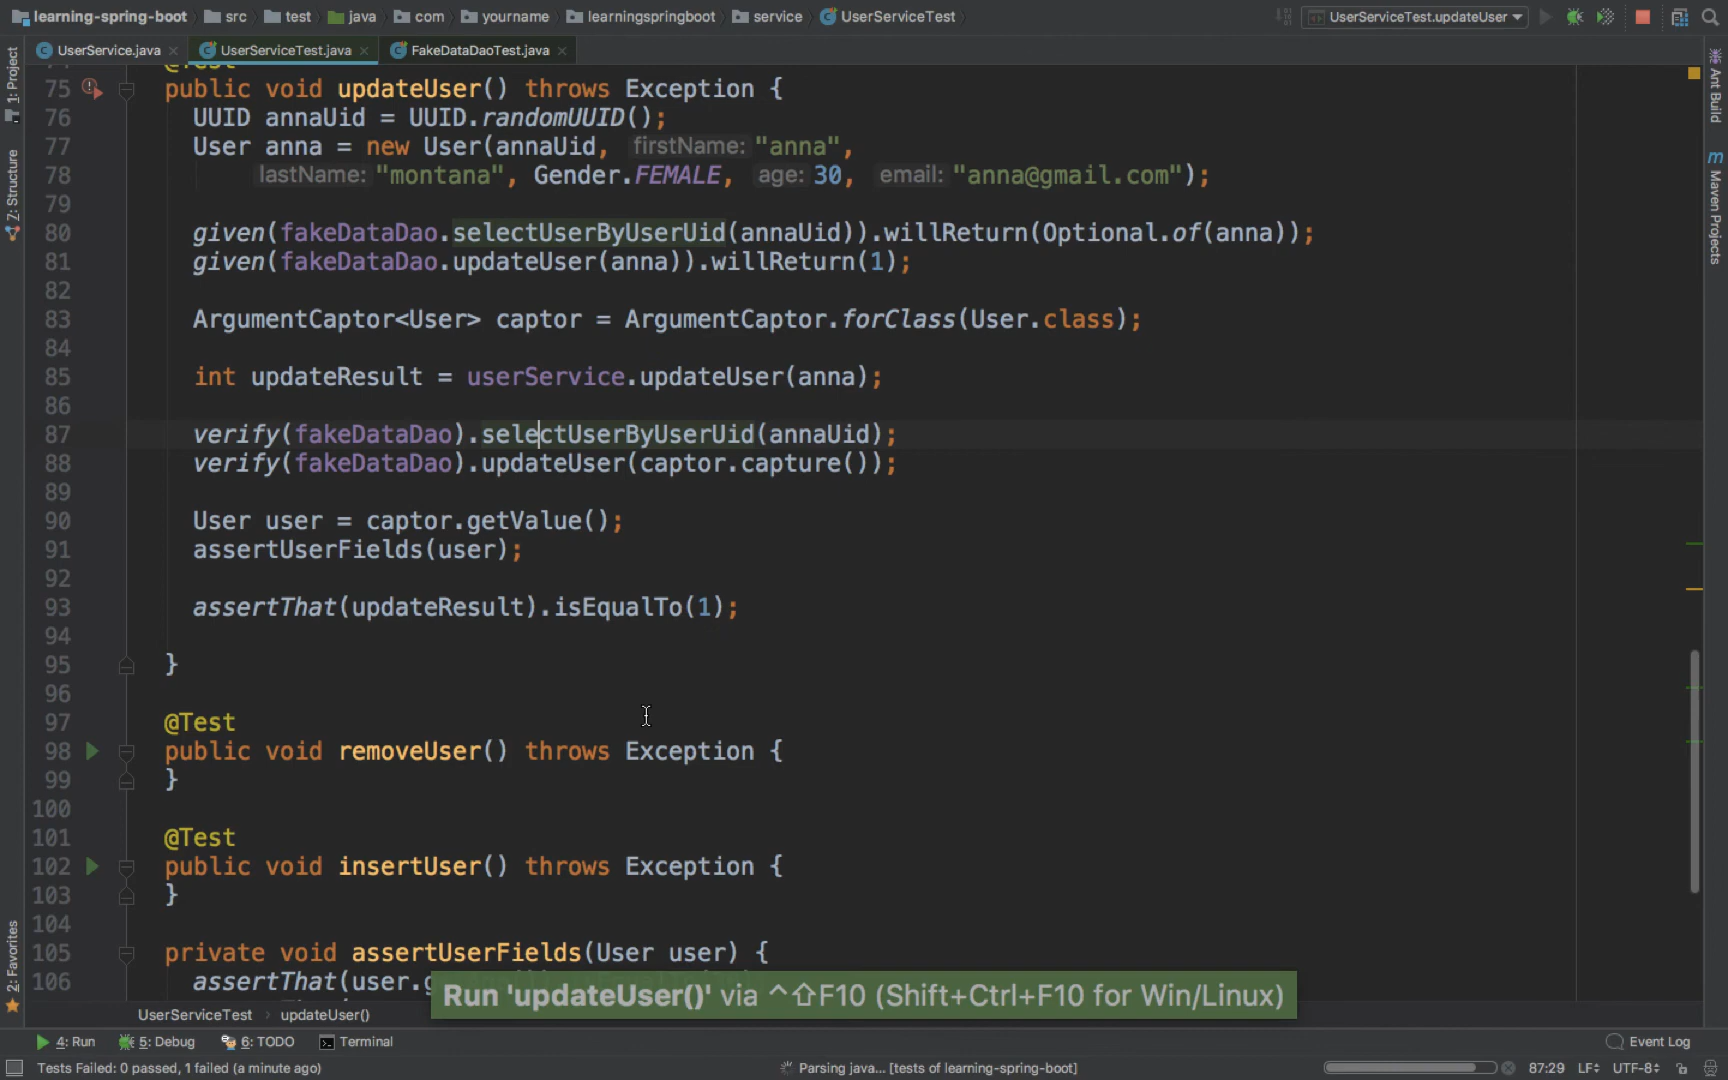 learning-spring-boot src test java com yourname learningspringboot service UserServiceTest UserServiceTest.updateUser
UserService.java UserServiceTest.java FakeDataDaoTest.java
1: Project
Z: Structure
2: Favorites
Ant Build
m Maven Projects
75 public void updateUser() throws Exception {
76 UUID annaUid = UUID.randomUUID();
77 User anna = new User(annaUid, firstName: "anna",
78 lastName: "montana", Gender.FEMALE, age: 30, email: "anna@gmail.com");
79
80 given(fakeDataDao.selectUserByUserUid(annaUid)).willReturn(Optional.of(anna));
81 given(fakeDataDao.updateUser(anna)).willReturn(1);
82
83 ArgumentCaptor<User> captor = ArgumentCaptor.forClass(User.class);
84
85 int updateResult = userService.updateUser(anna);
86
87 verify(fakeDataDao).selectUserByUserUid(annaUid);
88 verify(fakeDataDao).updateUser(captor.capture());
89
90 User user = captor.getValue();
91 assertUserFields(user);
92
93 assertThat(updateResult).isEqualTo(1);
94
95 }
96
97 @Test
98 public void removeUser() throws Exception {
99 }
100
101 @Test
102 public void insertUser() throws Exception {
103 }
104
105 private void assertUserFields(User user) {
106 assertThat(user.g
Run 'updateUser()' via ^⇧F10 (Shift+Ctrl+F10 for Win/Linux)
UserServiceTest › updateUser()
4: Run 5: Debug 6: TODO Terminal Event Log
Tests Failed: 0 passed, 1 failed (a minute ago) Parsing java... [tests of learning-spring-boot] 87:29 LF UTF-8